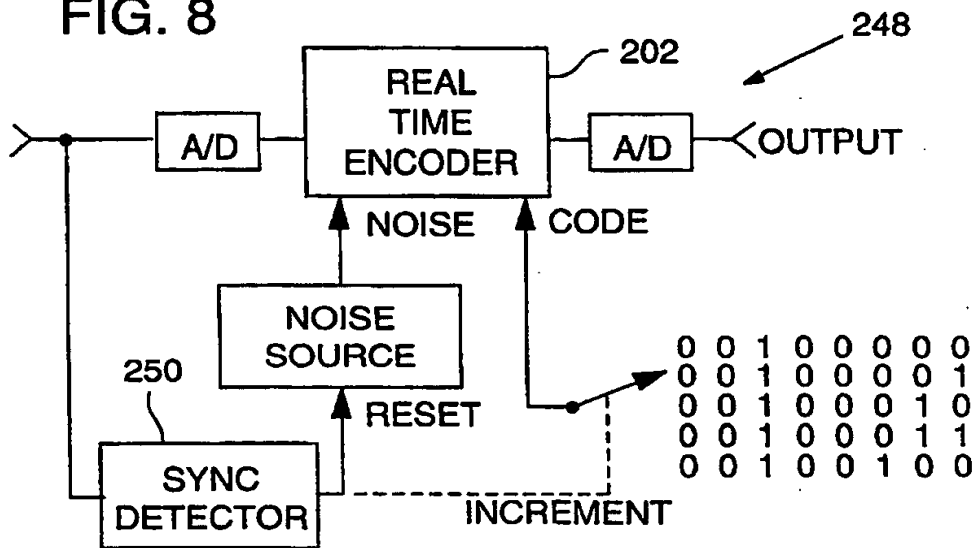 FIG. 8
248
202
REAL
TIME
ENCODER
A/D
A/D
OUTPUT
NOISE
CODE
NOISE
SOURCE
250
RESET
SYNC
DETECTOR
INCREMENT
0 0 1 0 0 0 0 0
0 0 1 0 0 0 0 1
0 0 1 0 0 0 1 0
0 0 1 0 0 0 1 1
0 0 1 0 0 1 0 0